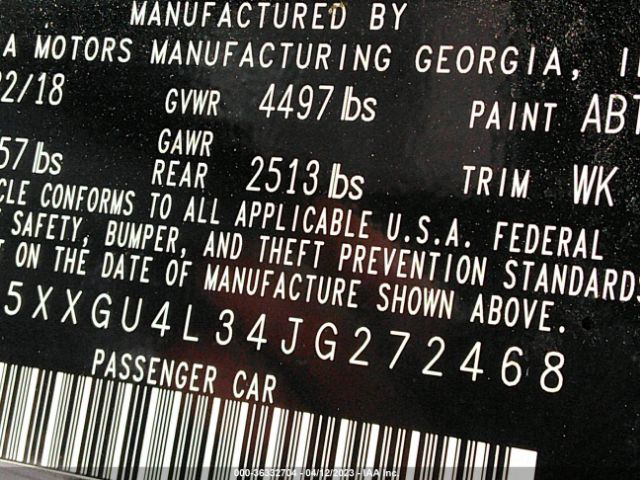 MANUFACTURED BY
A MOTORS MANUFACTURING GEORGIA,
2/18 GVWR 4497 lbs PAINT ABT
57 lbs GAWR REAR 2513 lbs TRIM WK
CLE CONFORMS TO ALL APPLICABLE U.S.A. FEDERAL
SAFETY, BUMPER, AND THEFT PREVENTION STANDARDS
T ON THE DATE OF MANUFACTURE SHOWN ABOVE.
5XXGU4L34JG272468
PASSENGER CAR
000-36332704 - 04/12/2023 - IAA Inc.